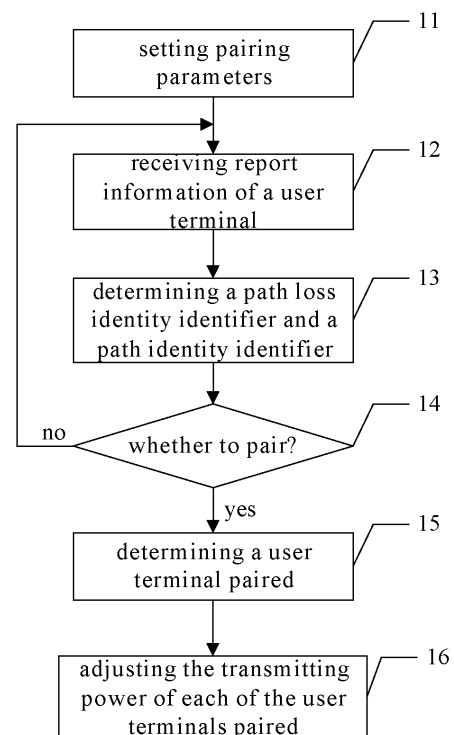 11
setting pairing
parameters
12
receiving report
information of a user
terminal
13
determining a path loss
identity identifier and a
path identity identifier
14
no
whether to pair?
yes
15
determining a user
terminal paired
16
adjusting the transmitting
power of each of the user
terminals paired